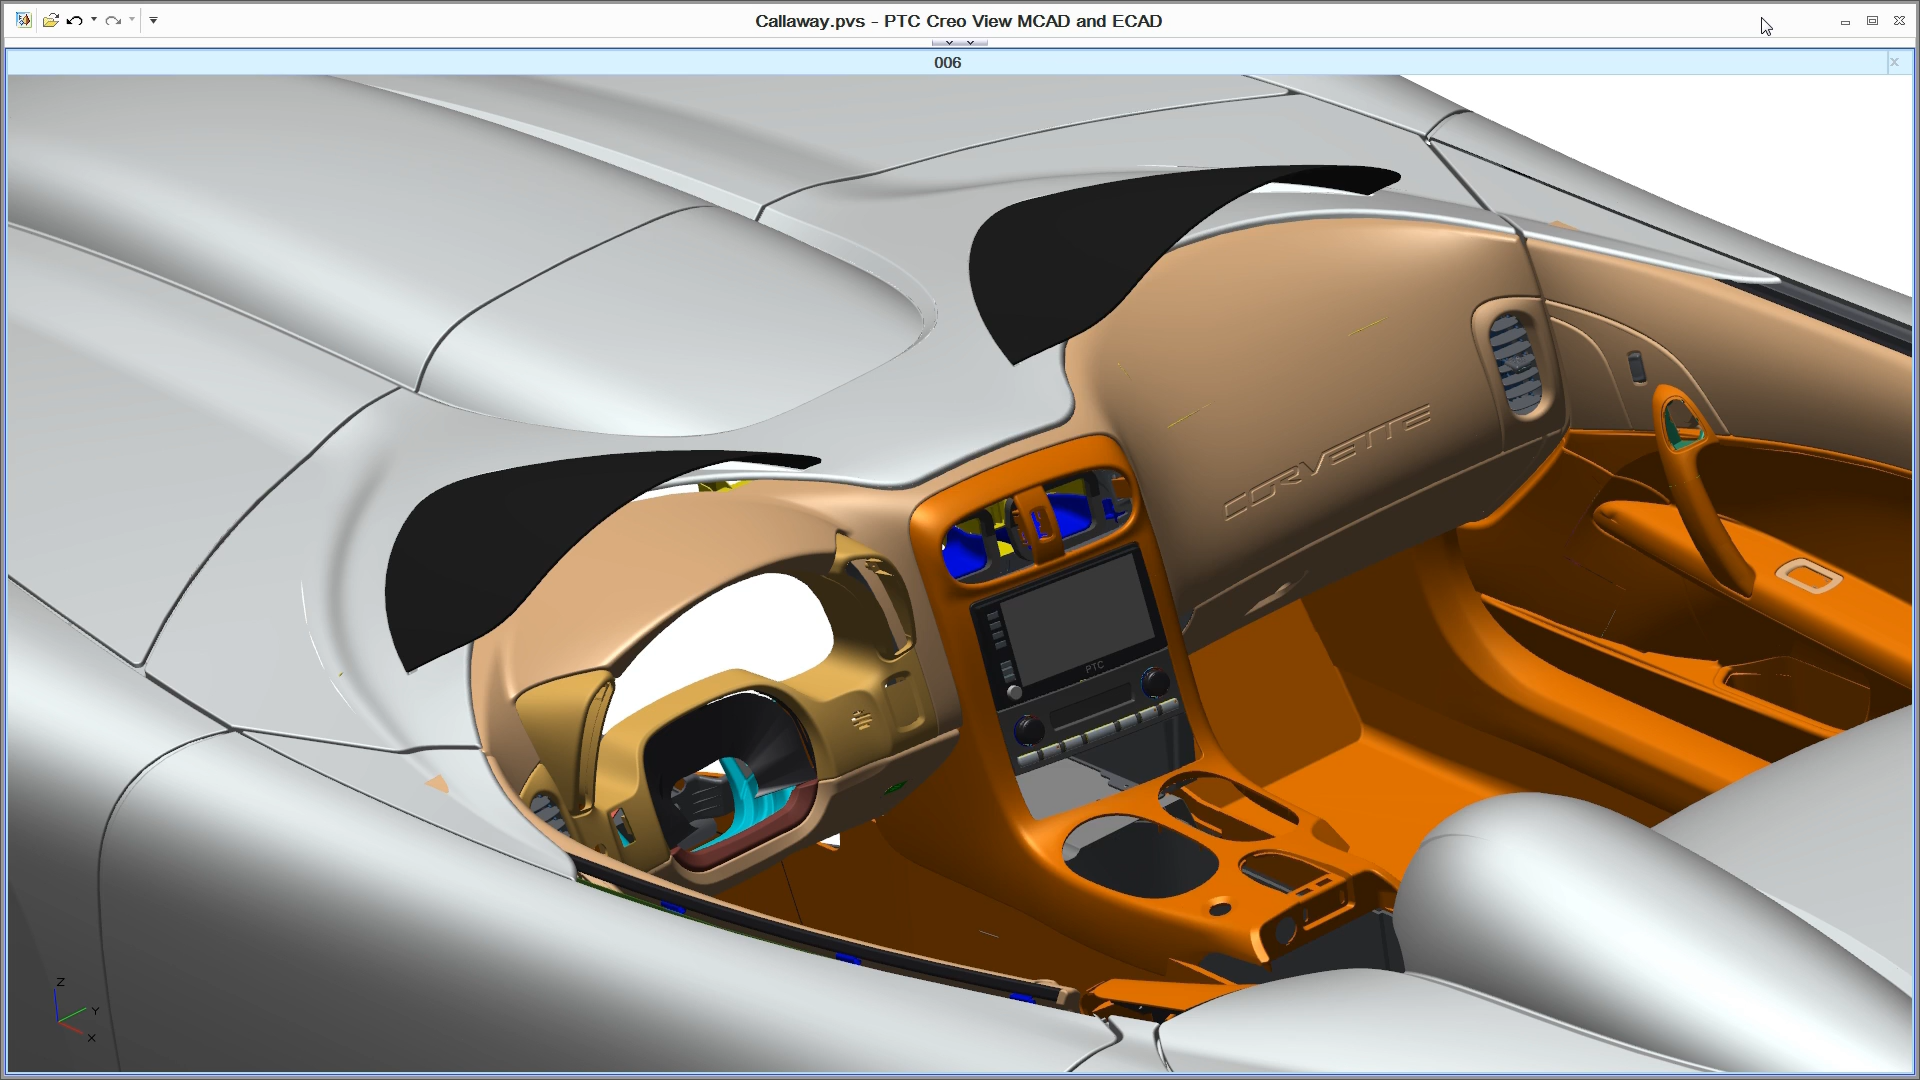 Callaway.pvs - PTC Creo View MCAD and ECAD
006
CORVETTE
PTC
Z
Y
X